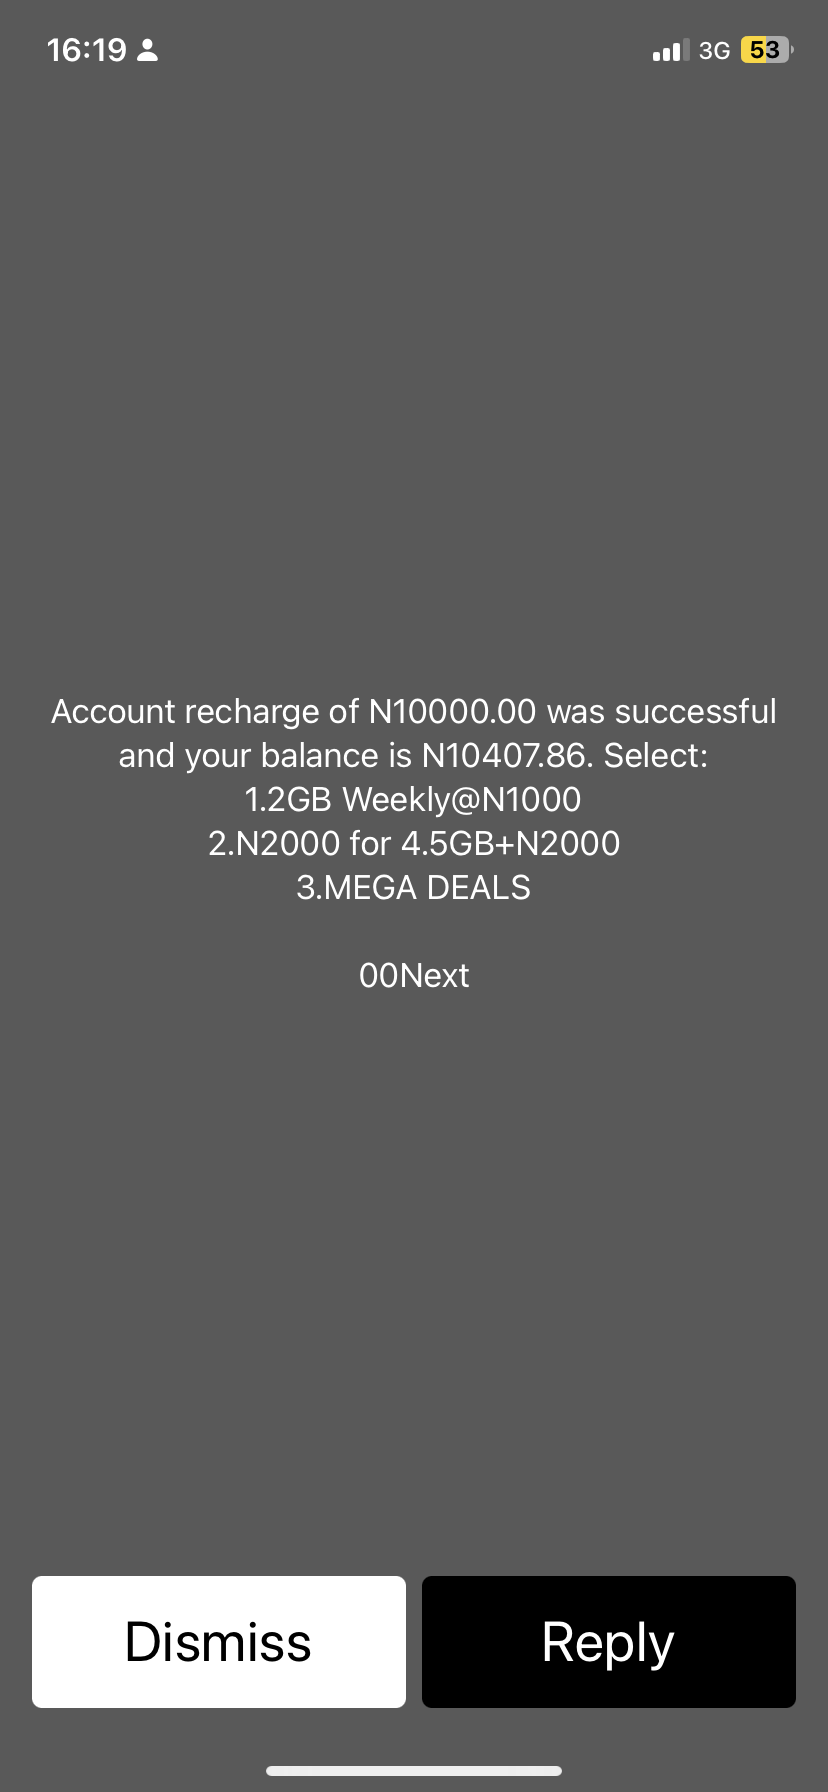 16:19
3G
53
Account recharge of N10000.00 was successful
and your balance is N10407.86. Select:
1.2GB Weekly@N1000
2.N2000 for 4.5GB+N2000
3.MEGA DEALS
00Next
Dismiss
Reply